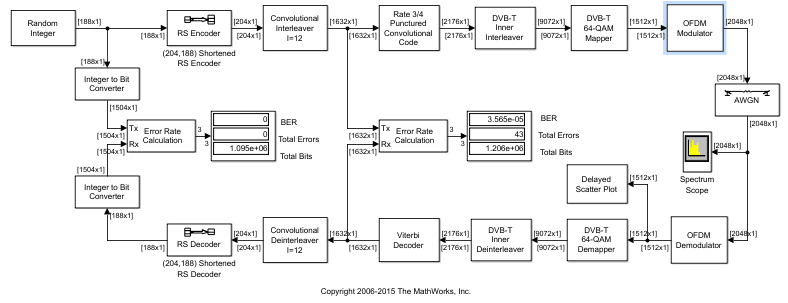 Random
Integer
[188x1]
[188x1]
RS Encoder
(204,188) Shortened
RS Encoder
[204x1]
[204x1]
Convolutional
Interleaver
I=12
[1632x1]
[1632x1]
Rate 3/4
Punctured
Convolutional
Code
[2176x1]
[2176x1]
DVB-T
Inner
Interleaver
[9072x1]
[9072x1]
DVB-T
64-QAM
Mapper
[1512x1]
[1512x1]
OFDM
Modulator
[2048x1]
[2048x1]
AWGN
[188x1]
Integer to Bit
Converter
[1504x1]
[1504x1]
[1504x1]
[1504x1]
Tx
Rx
Error Rate
Calculation
3
3
0
0
1.095e+06
BER
Total Errors
Total Bits
[1632x1]
[1632x1]
Tx
Rx
Error Rate
Calculation
3
3
3.565e-05
43
1.206e+06
BER
Total Errors
Total Bits
[2048x1]
Spectrum
Scope
Delayed
Scatter Plot
[1512x1]
Integer to Bit
Converter
[188x1]
[188x1]
RS Decoder
(204,188) Shortened
RS Decoder
[204x1]
[204x1]
Convolutional
Deinterleaver
I=12
[1632x1]
[1632x1]
Viterbi
Decoder
[2176x1]
[2176x1]
DVB-T
Inner
Deinterleaver
[9072x1]
[9072x1]
DVB-T
64-QAM
Demapper
[1512x1]
[1512x1]
OFDM
Demodulator
[2048x1]
Copyright 2006-2015 The MathWorks, Inc.